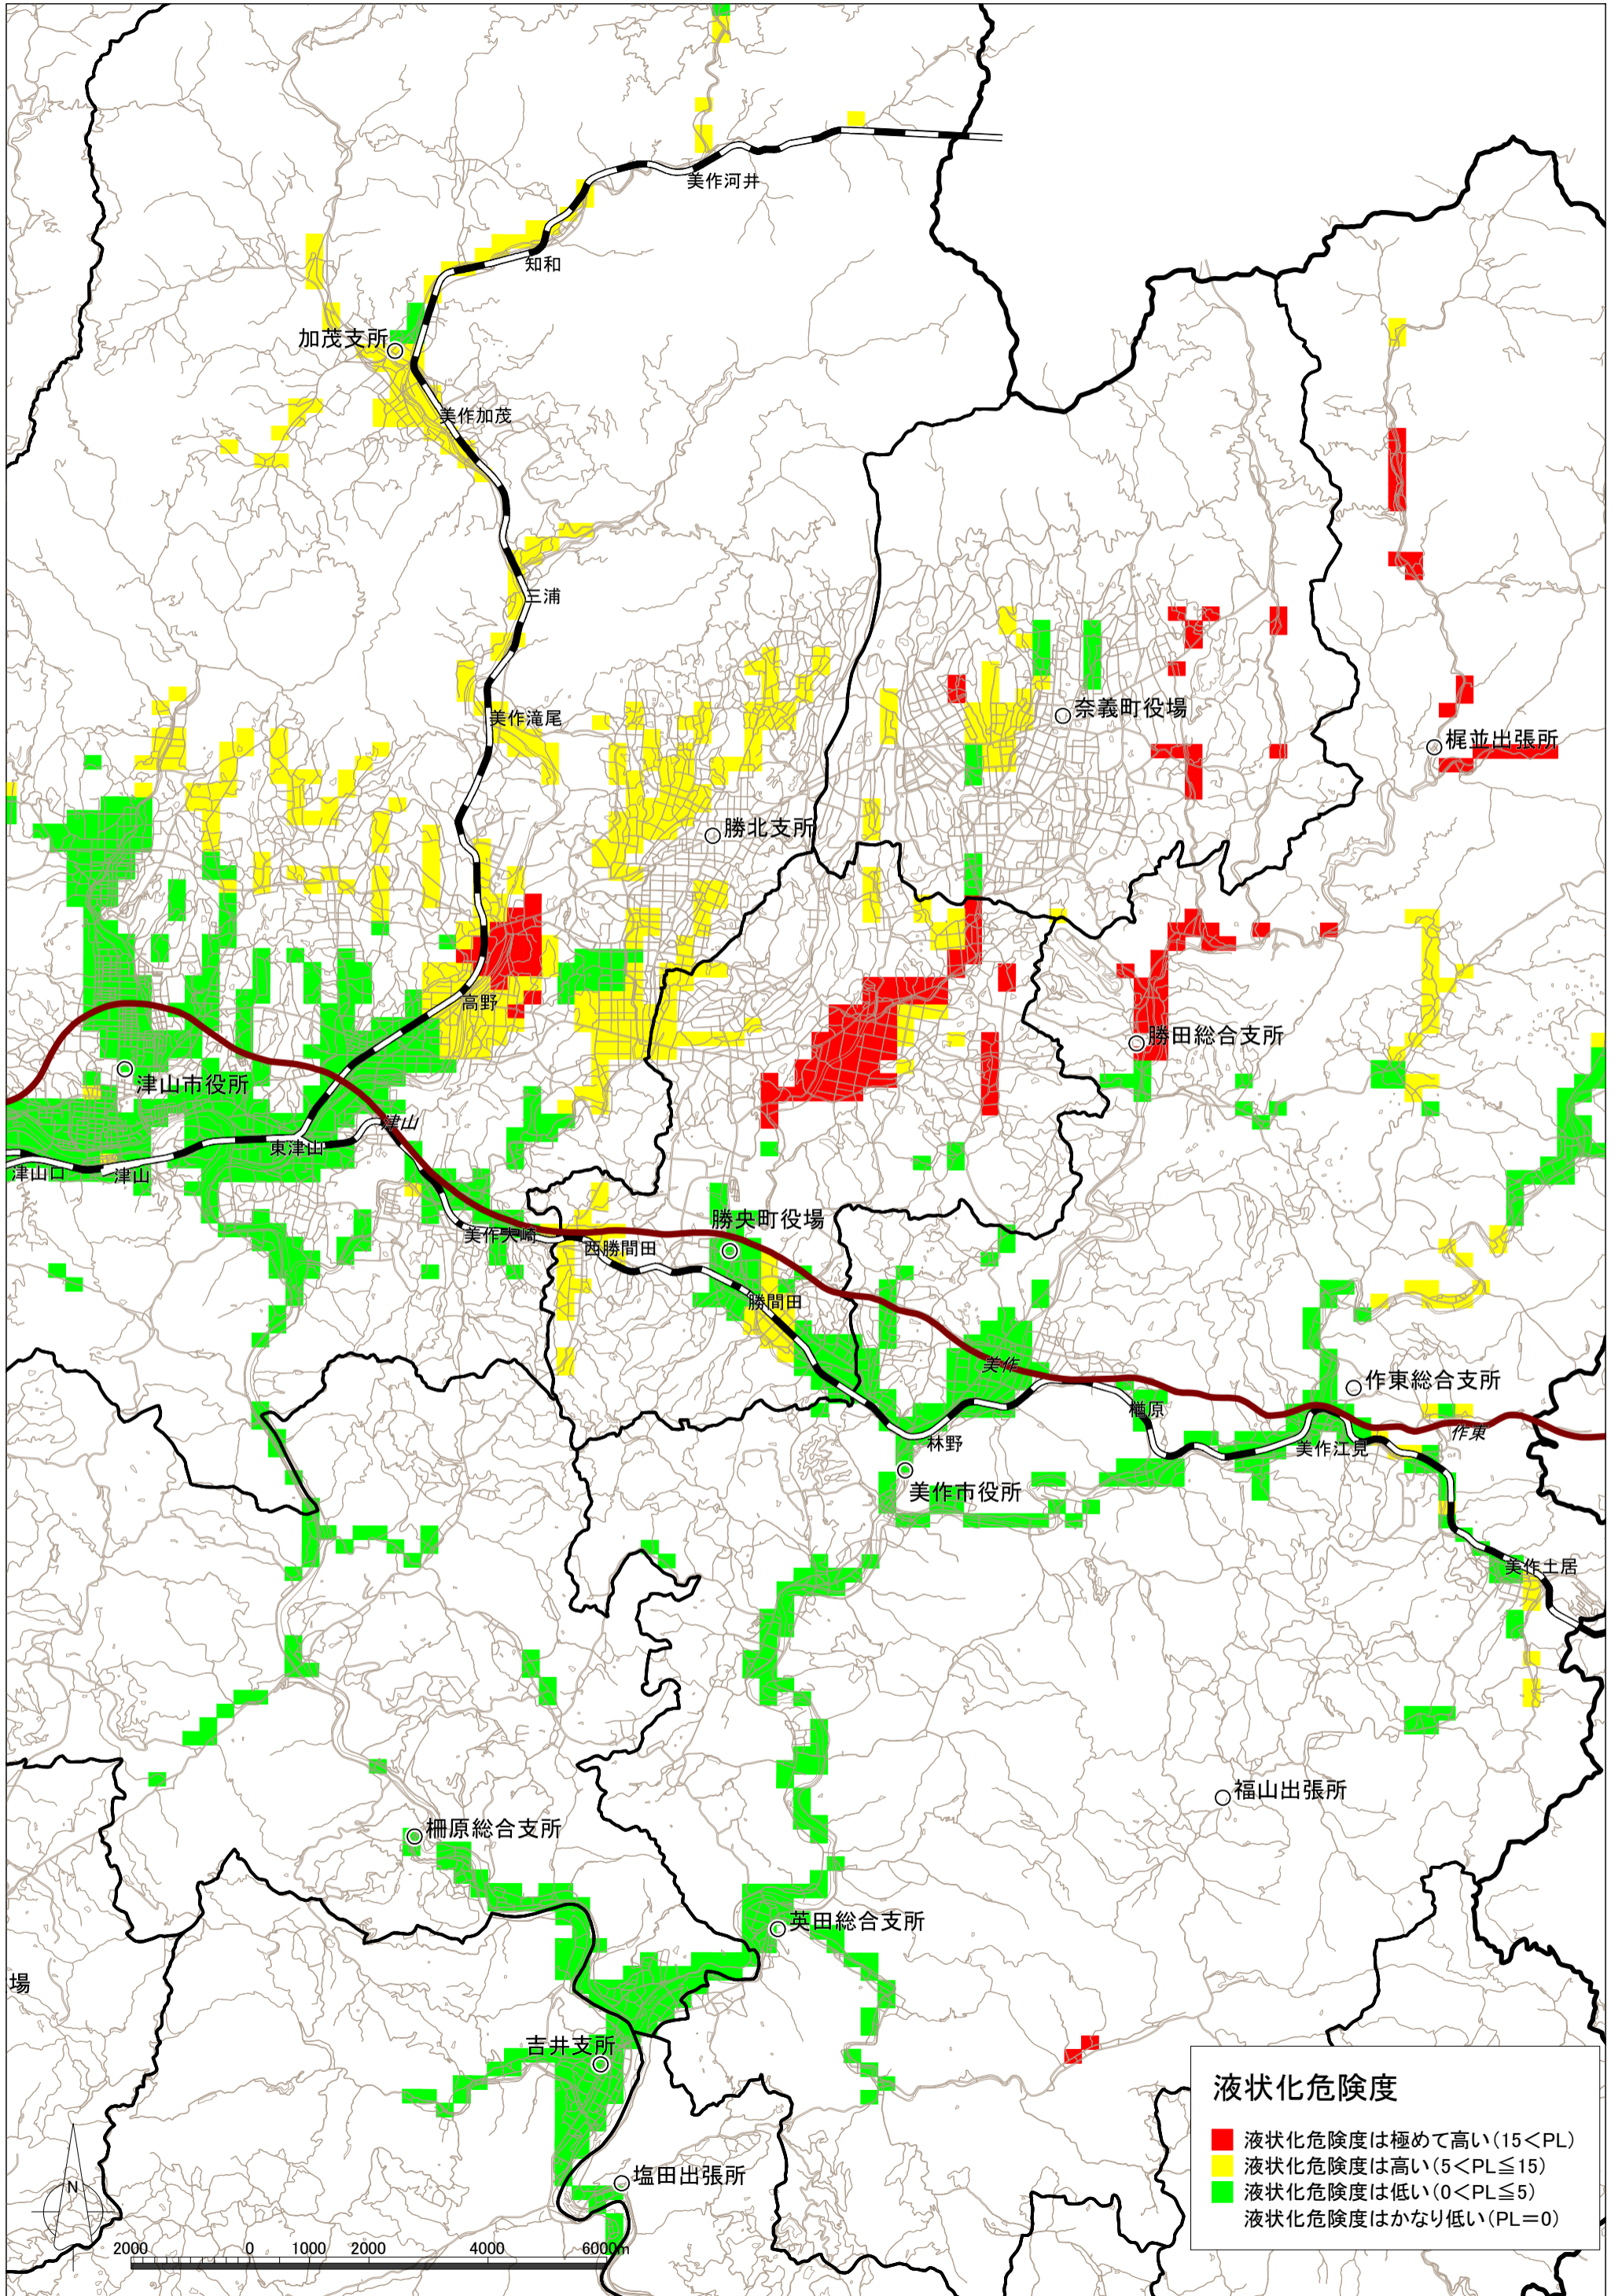 美作河井
知和
加茂支所
美作加茂
三浦
奈義町役場
美作滝尾
梶並出張所
勝北支所
高野
勝田総合支所
津山市役所
津山
東津山
津山口
津山
勝央町役場
美作大崎
西勝間田
勝間田
美作
作東総合支所
楢原
作東
林野
美作江見
美作市役所
美作土居
福山出張所
柵原総合支所
英田総合支所
場
吉井支所
塩田出張所
液状化危険度
液状化危険度は極めて高い(15<PL)
液状化危険度は高い(5<PL≦15)
液状化危険度は低い(0<PL≦5)
液状化危険度はかなり低い(PL=0)
N
2000 0 1000 2000 4000 6000m